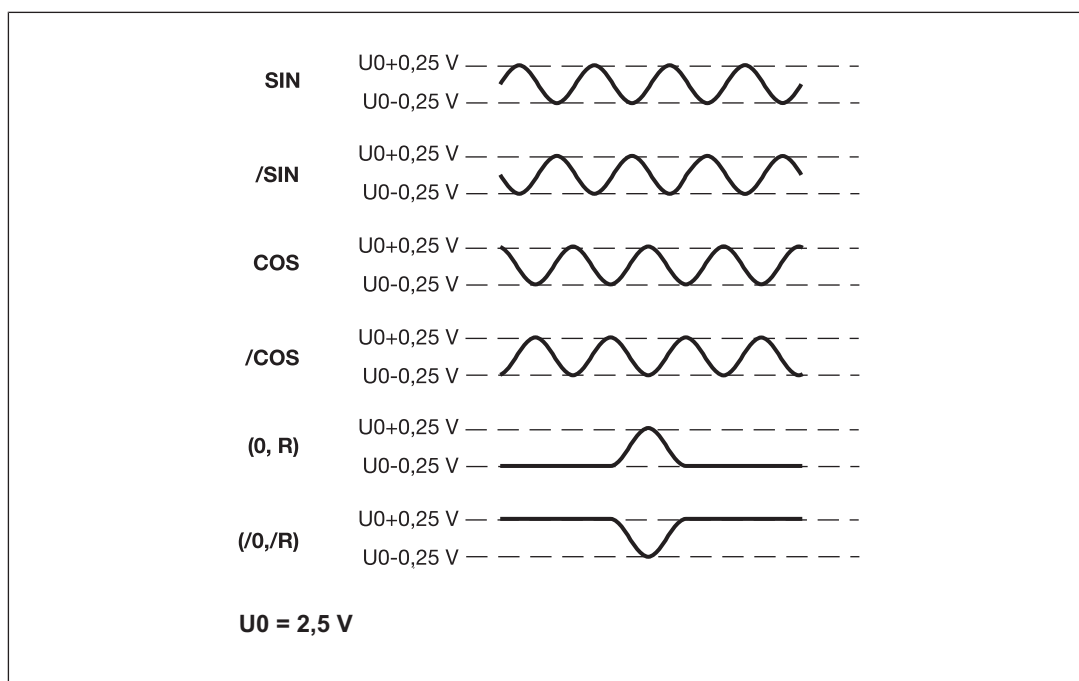 SIN
U0+0,25 V
U0-0,25 V
/SIN
U0+0,25 V
U0-0,25 V
COS
U0+0,25 V
U0-0,25 V
/COS
U0+0,25 V
U0-0,25 V
(0, R)
U0+0,25 V
U0-0,25 V
(/0,/R)
U0+0,25 V
U0-0,25 V
U0 = 2,5 V